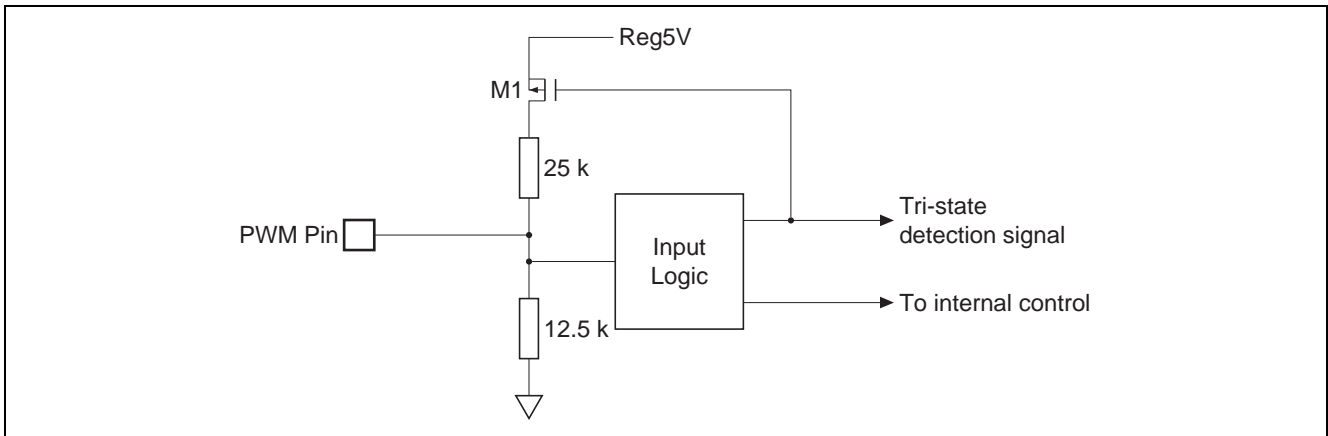 Reg5V
M1
25 k
PWM Pin
Input
Logic
Tri-state
detection signal
To internal control
12.5 k